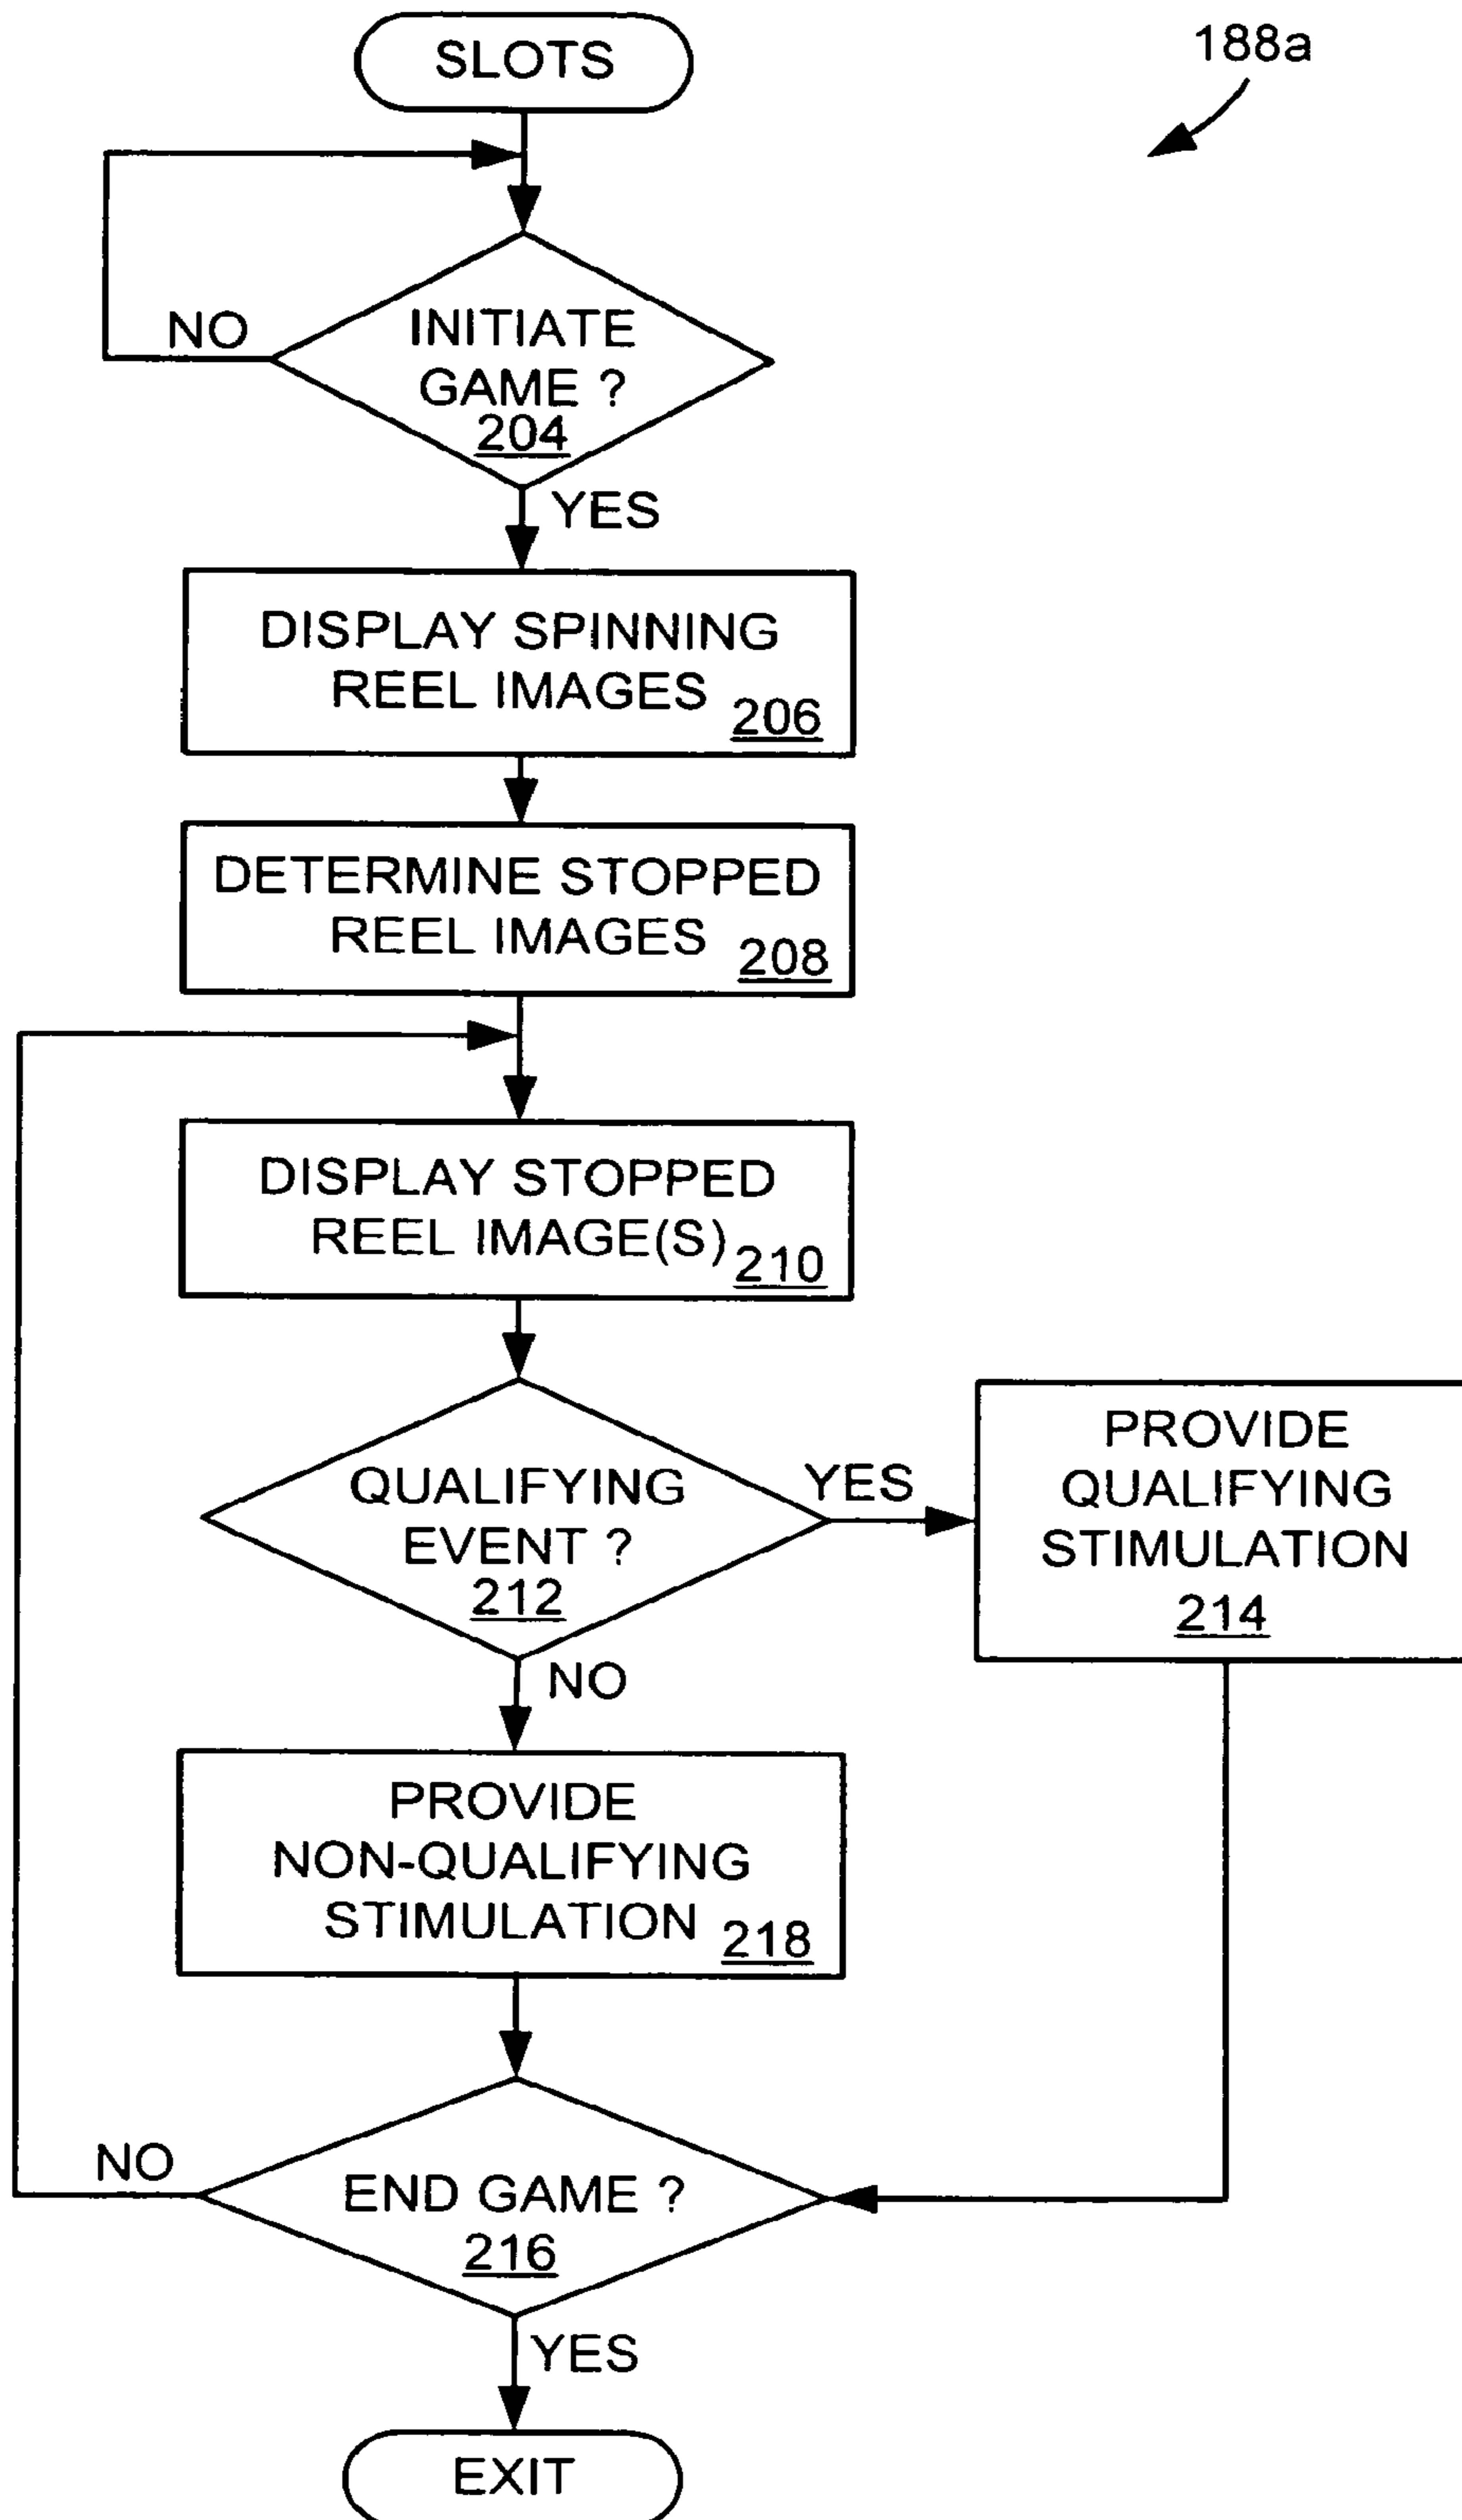 SLOTS
188a
INITIATE
GAME ?
204
NO
YES
DISPLAY SPINNING
REEL IMAGES 206
DETERMINE STOPPED
REEL IMAGES 208
DISPLAY STOPPED
REEL IMAGE(S) 210
QUALIFYING
EVENT ?
212
YES
PROVIDE
QUALIFYING
STIMULATION
214
NO
PROVIDE
NON-QUALIFYING
STIMULATION 218
NO
END GAME ?
216
YES
EXIT